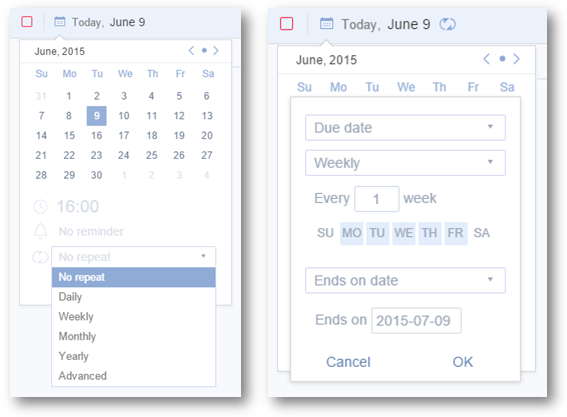 Today, June 9
June, 2015
Su Mo Tu We Th Fr Sa
31 1 2 3 4 5 6
7 8 9 10 11 12 13
14 15 16 17 18 19 20
21 22 23 24 25 26 27
28 29 30 1 2 3 4
16:00
No reminder
No repeat
No repeat
Daily
Weekly
Monthly
Yearly
Advanced
Today, June 9
June, 2015
Su Mo Tu We Th Fr Sa
Due date
Weekly
Every 1 week
SU MO TU WE TH FR SA
Ends on date
Ends on 2015-07-09
Cancel OK